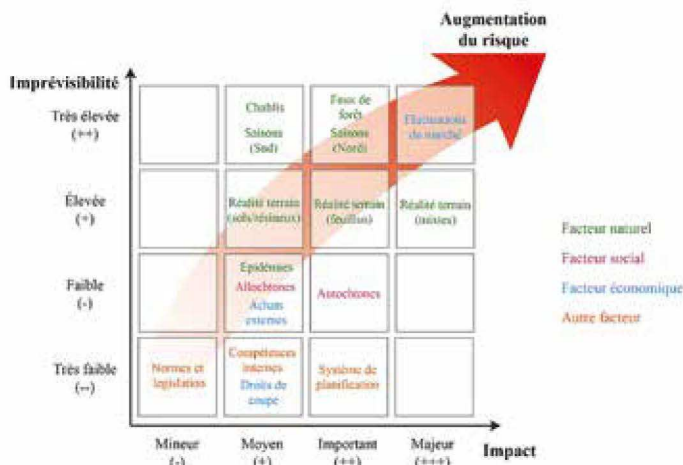 Augmentation
du risque
Imprévisibilité
Très élevée
(++)
Chablis
Saisons
(Sud)
Feux de
forêt
Saisons
(Nord)
Fluctuations
du marché
Élevée
(+)
Réalité terrain
(sols/résineux)
Réalité terrain
(feuillus)
Réalité terrain
(mixtes)
Faible
(-)
Epidémies
Allochtones
Achats
externes
Autochtones
Très faible
(--)
Normes et
législation
Compétences
internes
Droits de
coupe
Système de
planification
Mineur
(-)
Moyen
(+)
Important
(++)
Majeur
(+++)
Impact
Facteur naturel
Facteur social
Facteur économique
Autre facteur